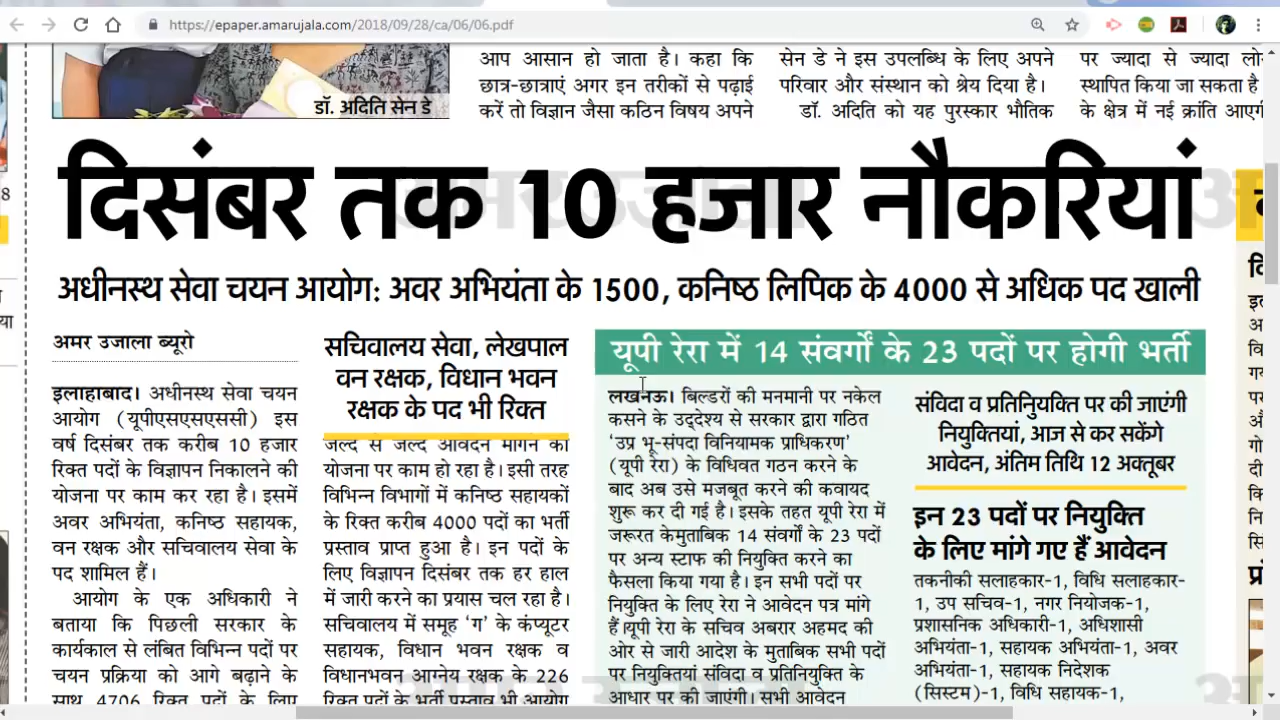 https://epaper.amarujala.com/2018/09/28/ca/06/06.pdf
डॉ. अदिति सेन डे
आप आसान हो जाता है। कहा कि
छात्र-छात्राएं अगर इन तरीकों से पढ़ाई
करें तो विज्ञान जैसा कठिन विषय अपने
सेन डे ने इस उपलब्धि के लिए अपने
परिवार और संस्थान को श्रेय दिया है।
डॉ. अदिति को यह पुरस्कार भौतिक
पर ज्यादा से ज्यादा
स्थापित किया जा सकता है
के क्षेत्र में नई क्रांति
दिसंबर तक 10 हजार नौकरियां
अधीनस्थ सेवा चयन आयोग: अवर अभियंता के 1500, कनिष्ठ लिपिक के 4000 से अधिक पद खाली
अमर उजाला ब्यूरो
इलाहाबाद। अधीनस्थ सेवा चयन
आयोग (यूपीएसएसएससी) इस
वर्ष दिसंबर तक करीब 10 हजार
रिक्त पदों के विज्ञापन निकालने की
योजना पर काम कर रहा है। इसमें
अवर अभियंता, कनिष्ठ सहायक,
वन रक्षक और सचिवालय सेवा के
पद शामिल हैं।
आयोग के एक अधिकारी ने
बताया कि पिछली सरकार के
कार्यकाल से लंबित विभिन्न पदों पर
चयन प्रक्रिया को आगे बढ़ाने के
साथ 4706 रिक्त पदों के लिए
सचिवालय सेवा, लेखपाल
वन रक्षक, विधान भवन
रक्षक के पद भी रिक्त
जल्द से जल्द आवेदन मांगने की
योजना पर काम हो रहा है। इसी तरह
विभिन्न विभागों में कनिष्ठ सहायकों
के रिक्त करीब 4000 पदों का भर्ती
प्रस्ताव प्राप्त हुआ है। इन पदों के
लिए विज्ञापन दिसंबर तक हर हाल
में जारी करने का प्रयास चल रहा है।
सचिवालय में समूह ‘ग’ के कंप्यूटर
सहायक, विधान भवन रक्षक व
विधानभवन आग्नेय रक्षक के 226
रिक्त पदों के भर्ती प्रस्ताव भी आयोग
यूपी रेरा में 14 संवर्गों के 23 पदों पर होगी भर्ती
लखनऊ। बिल्डरों की मनमानी पर नकेल
कसने के उद्देश्य से सरकार द्वारा गठित
‘उप्र भू-संपदा विनियामक प्राधिकरण’
(यूपी रेरा) के विधिवत गठन करने के
बाद अब उसे मजबूत करने की कवायद
शुरू कर दी गई है। इसके तहत यूपी रेरा में
जरूरत केमुताबिक 14 संवर्गों के 23 पदों
पर अन्य स्टाफ की नियुक्ति करने का
फैसला किया गया है। इन सभी पदों पर
नियुक्ति के लिए रेरा ने आवेदन पत्र मांगे
हैं।यूपी रेरा के सचिव अबरार अहमद की
ओर से जारी आदेश के मुताबिक सभी पदों
पर नियुक्तियां संविदा व प्रतिनियुक्ति के
आधार पर की जाएंगी। सभी आवेदन
संविदा व प्रतिनियुक्ति पर की जाएंगी
नियुक्तियां, आज से कर सकेंगे
आवेदन, अंतिम तिथि 12 अक्तूबर
इन 23 पदों पर नियुक्ति
के लिए मांगे गए हैं आवेदन
तकनीकी सलाहकार-1, विधि सलाहकार-
1, उप सचिव-1, नगर नियोजक-1,
प्रशासनिक अधिकारी-1, अधिशासी
अभियंता-1, सहायक अभियंता-1, अवर
अभियंता-1, सहायक निदेशक
(सिस्टम)-1, विधि सहायक-1,